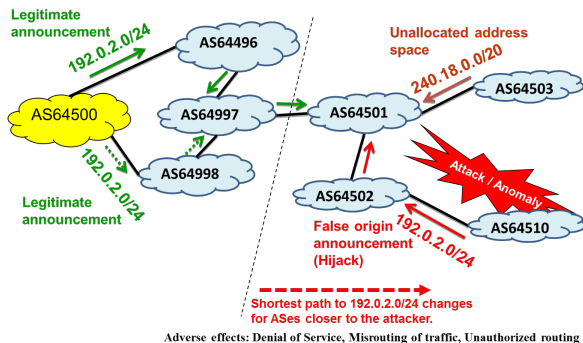 Legitimate
announcement
192.0.2.0/24
AS64496
Unallocated address
space
240.18.0.0/20
AS64503
AS64500
AS64997
AS64501
192.0.2.0/24
AS64998
Legitimate
announcement
Attack / Anomaly
AS64502
False origin
announcement
(Hijack)
192.0.2.0/24
AS64510
Shortest path to 192.0.2.0/24 changes
for ASes closer to the attacker.
Adverse effects: Denial of Service, Misrouting of traffic, Unauthorized routing